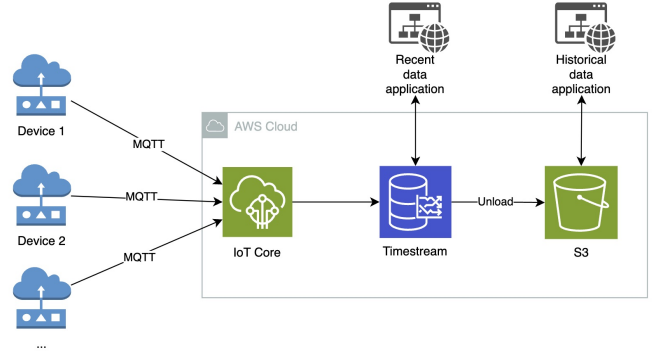 Recent
data
application
Historical
data
application
Device 1
AWS Cloud
MQTT
Device 2
MQTT
Unload
IoT Core
Timestream
S3
MQTT
...